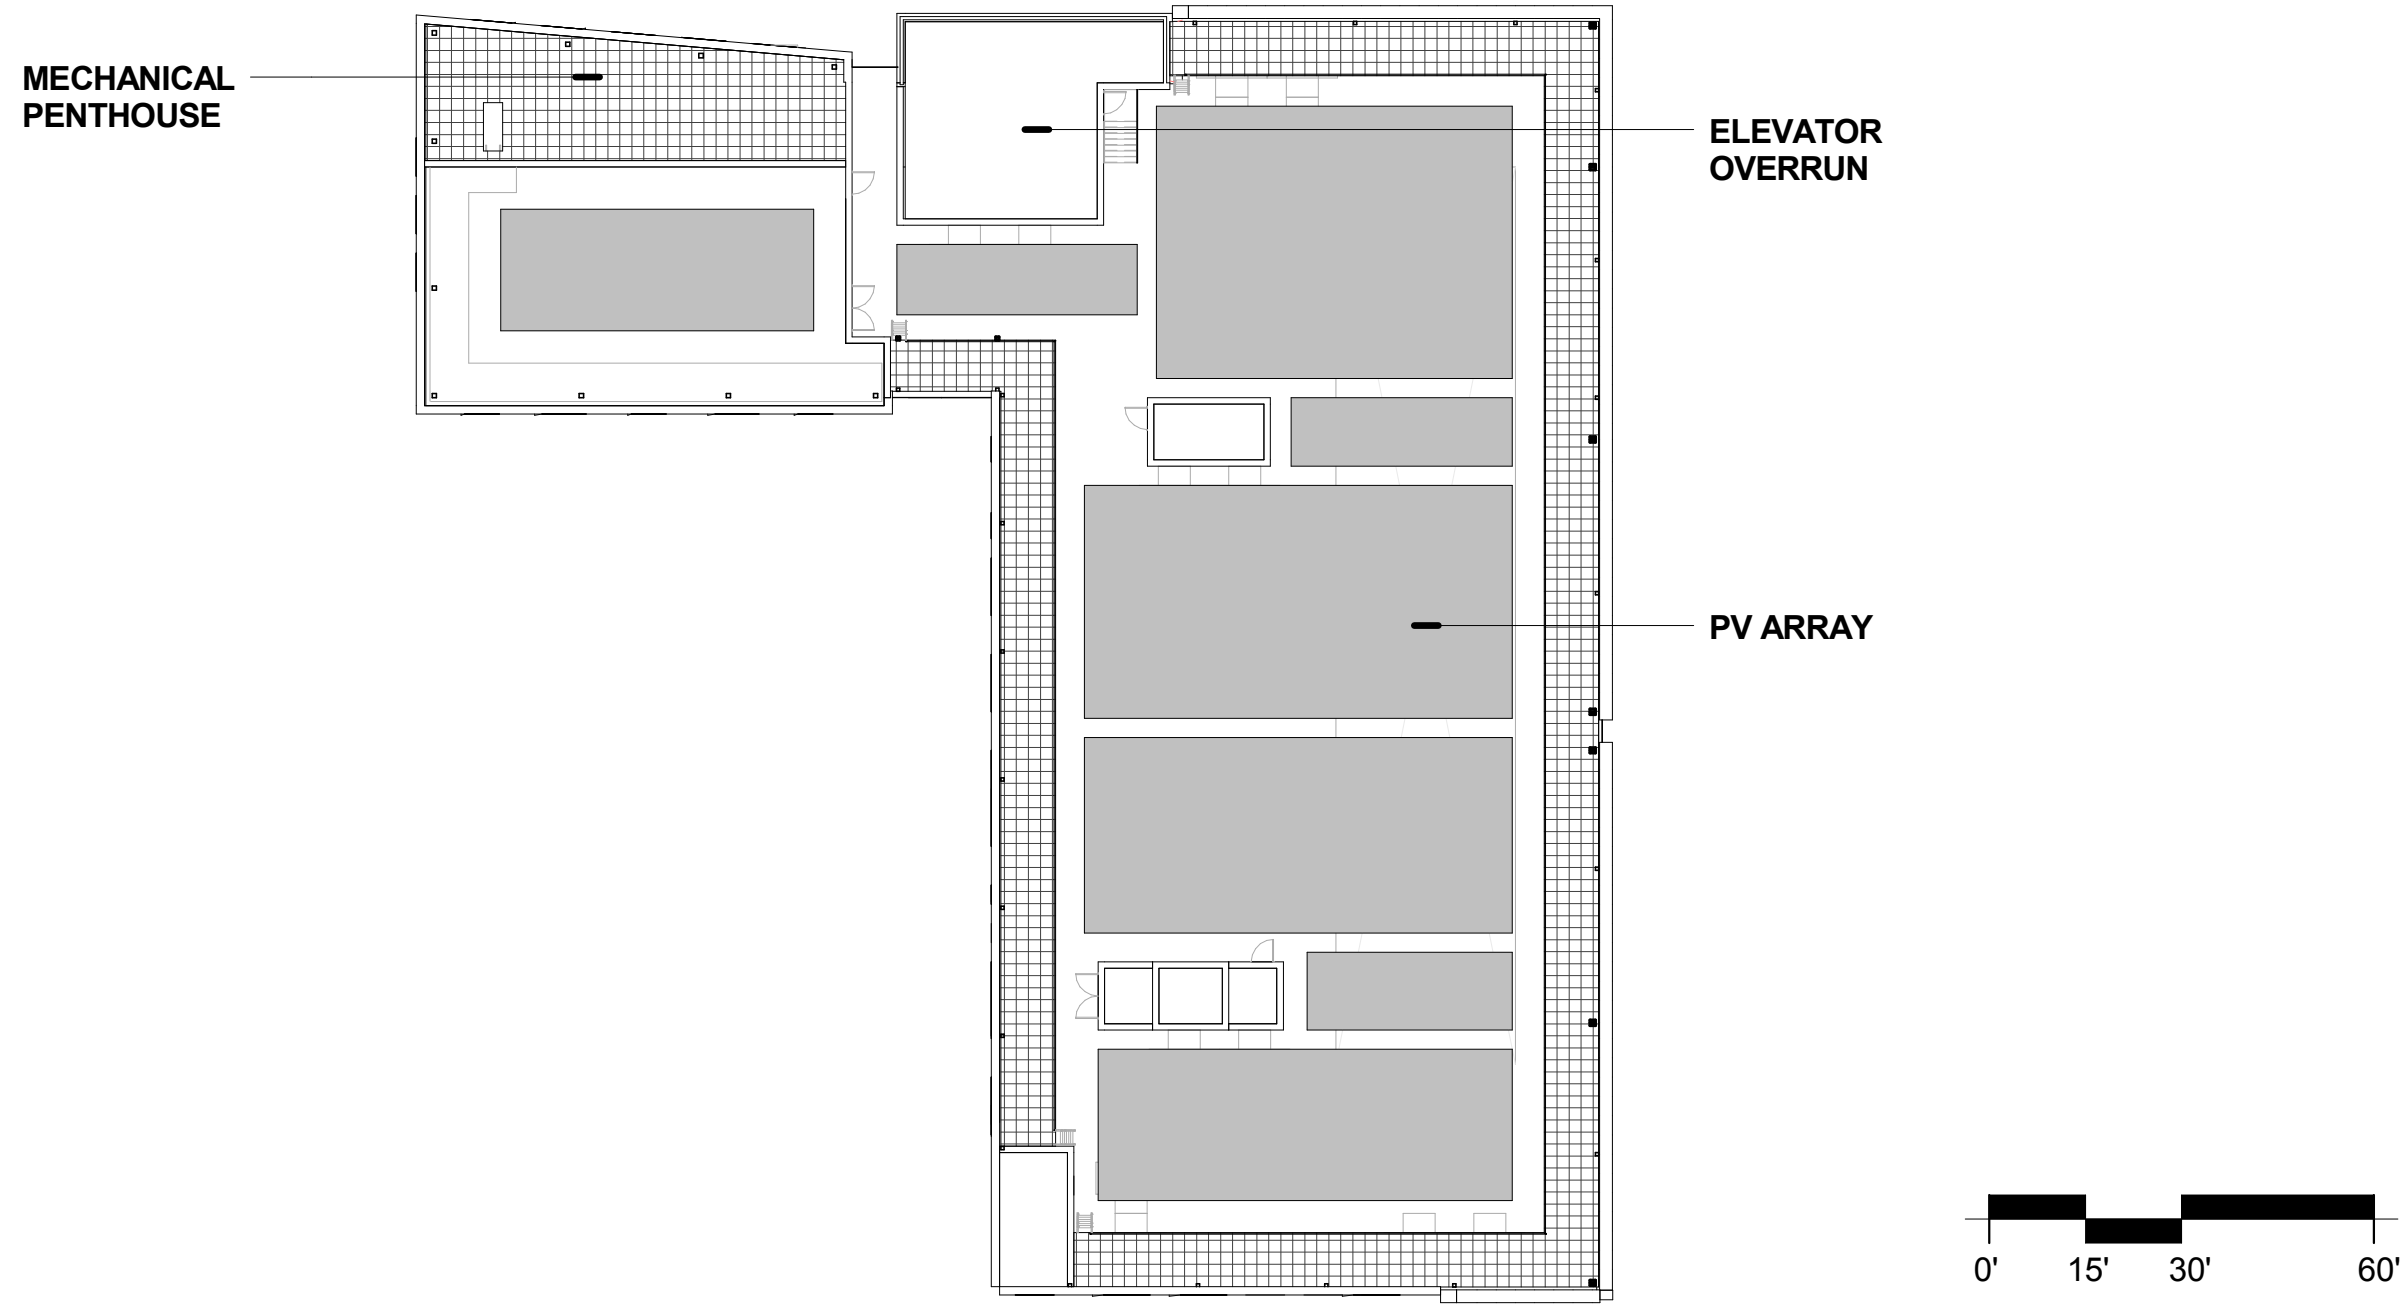 MECHANICAL
PENTHOUSE
ELEVATOR
OVERRUN
PV ARRAY
0' 15' 30' 60'